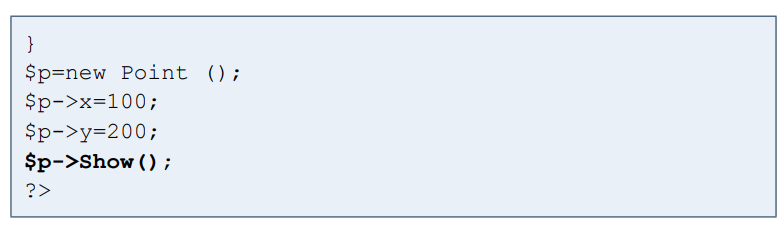 }
$p=new Point ();
$p->x=100;
$p->y=200;
$p->Show();
?>